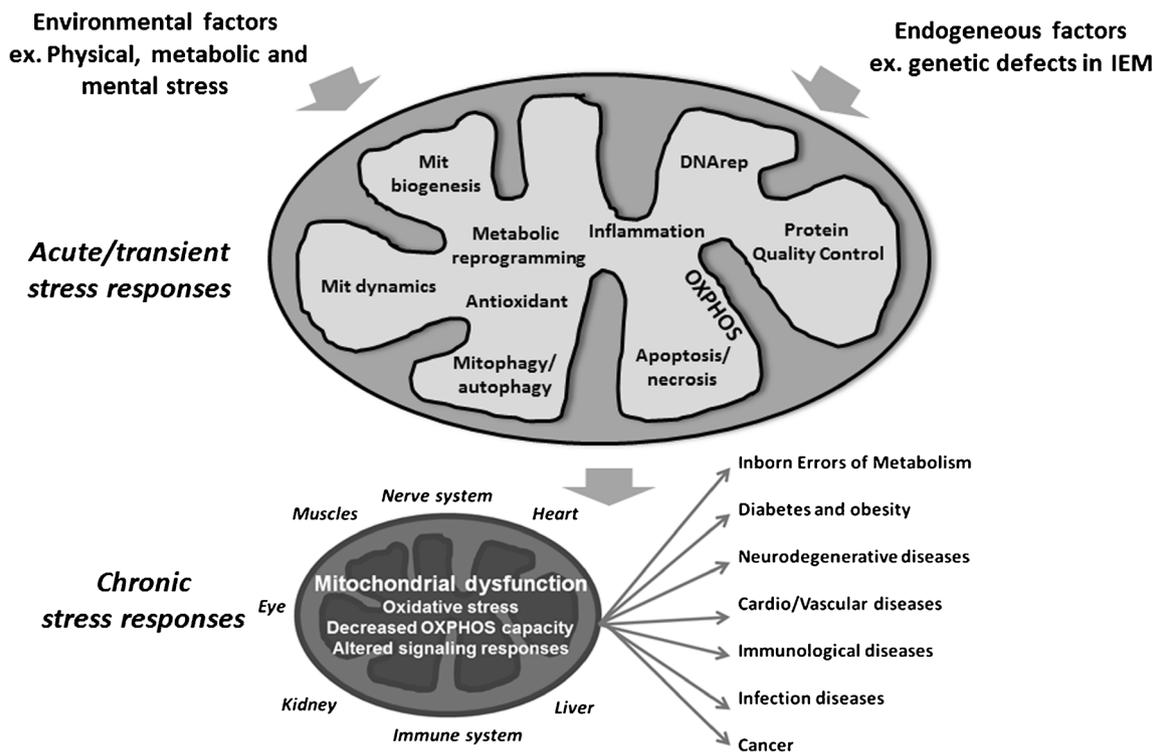 Environmental factors
ex. Physical, metabolic and
mental stress
Endogeneous factors
ex. genetic defects in IEM
Acute/transient
stress responses
Mit
biogenesis
DNArep
Metabolic
reprogramming
Inflammation
Protein
Quality Control
Mit dynamics
Antioxidant
OXPHOS
Mitophagy/
autophagy
Apoptosis/
necrosis
Chronic
stress responses
Nerve system
Muscles
Heart
Eye
Mitochondrial dysfunction
Oxidative stress
Decreased OXPHOS capacity
Altered signaling responses
Kidney
Liver
Immune system
Inborn Errors of Metabolism
Diabetes and obesity
Neurodegenerative diseases
Cardio/Vascular diseases
Immunological diseases
Infection diseases
Cancer